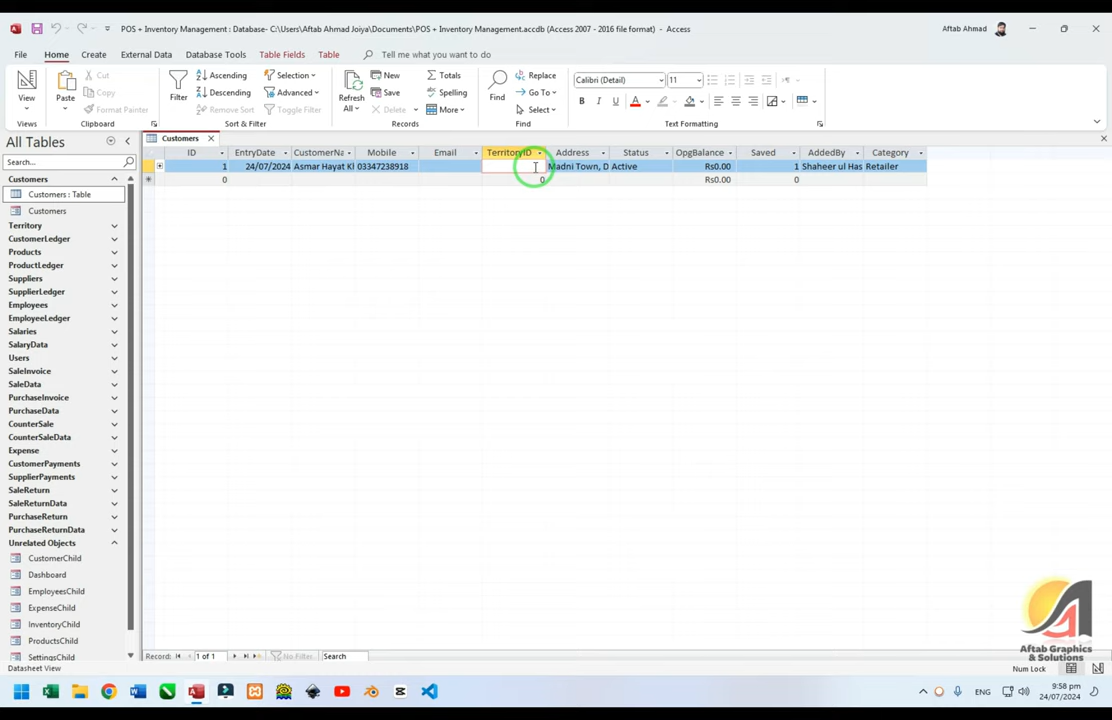 POS + Inventory Management : Database- C:\Users\Aftab Ahmad Joiya\Documents\POS + Inventory Management.accdb (Access 2007 - 2016 file format) - Access
Aftab Ahmad
File Home Create External Data Database Tools Table Fields Table Tell me what you want to do
View
Views
Paste
Cut
Copy
Format Painter
Clipboard
Filter
Ascending
Descending
Remove Sort
Selection
Advanced
Toggle Filter
Sort & Filter
Refresh All
New
Save
Delete
Totals
Spelling
More
Records
Find
Replace
Go To
Select
Find
Calibri (Detail) 11
B I U A
Text Formatting
All Tables
Search...
Customers
Customers : Table
Customers
Territory
CustomerLedger
Products
ProductLedger
Suppliers
SupplierLedger
Employees
EmployeeLedger
Salaries
SalaryData
Users
SaleInvoice
SaleData
PurchaseInvoice
PurchaseData
CounterSale
CounterSaleData
Expense
CustomerPayments
SupplierPayments
SaleReturn
SaleReturnData
PurchaseReturn
PurchaseReturnData
Unrelated Objects
CustomerChild
Dashboard
EmployeesChild
ExpenseChild
InventoryChild
ProductsChild
SettingsChild
Customers
ID EntryDate CustomerNa Mobile Email TerritoryID Address Status OpgBalance Saved AddedBy Category
1 24/07/2024 Asmar Hayat Kl 03347238918 Madni Town, D Active Rs0.00 1 Shaheer ul Has Retailer
0 0 Rs0.00 0
Record: 1 of 1 No Filter Search
Datasheet View
Num Lock
Aftab Graphics
& Solutions
ENG
9:58 pm
24/07/2024